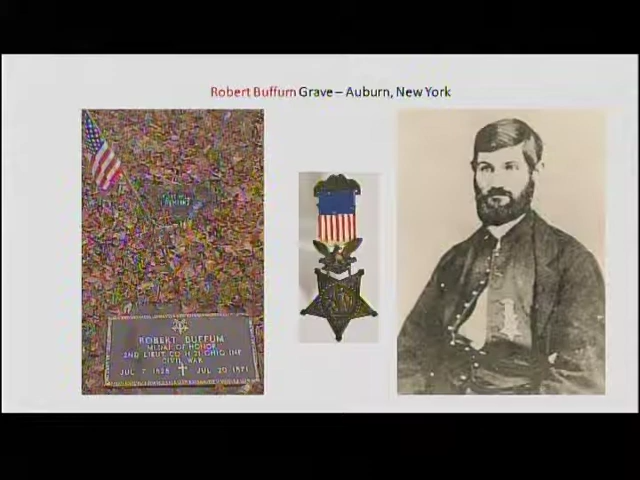 Robert Buffum Grave – Auburn, New York
ROBERT BUFFUM
MEDAL OF HONOR
2ND LIEUT CO H 21 OHIO INF
CIVIL WAR
JUL 7 1828 JUL 20 1871